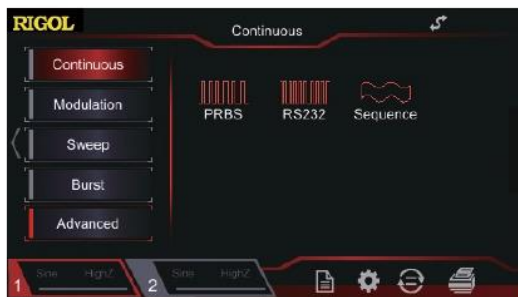 RIGOL
Continuous
Continuous
Modulation
Sweep
Burst
Advanced
PRBS RS232 Sequence
1 Sine HighZ 2 Sine HighZ